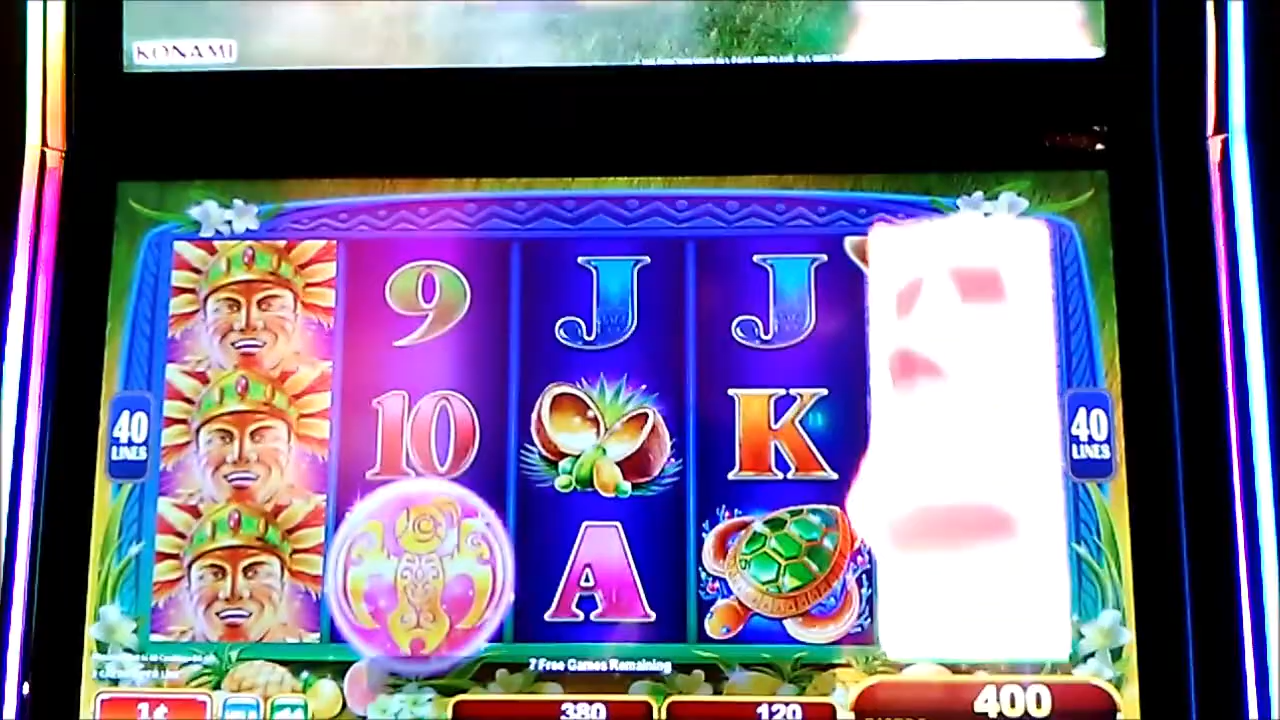 KONAMI
9 J J
40 LINES
10 K
40 LINES
A
7 Free Games Remaining
1¢
380
120
400